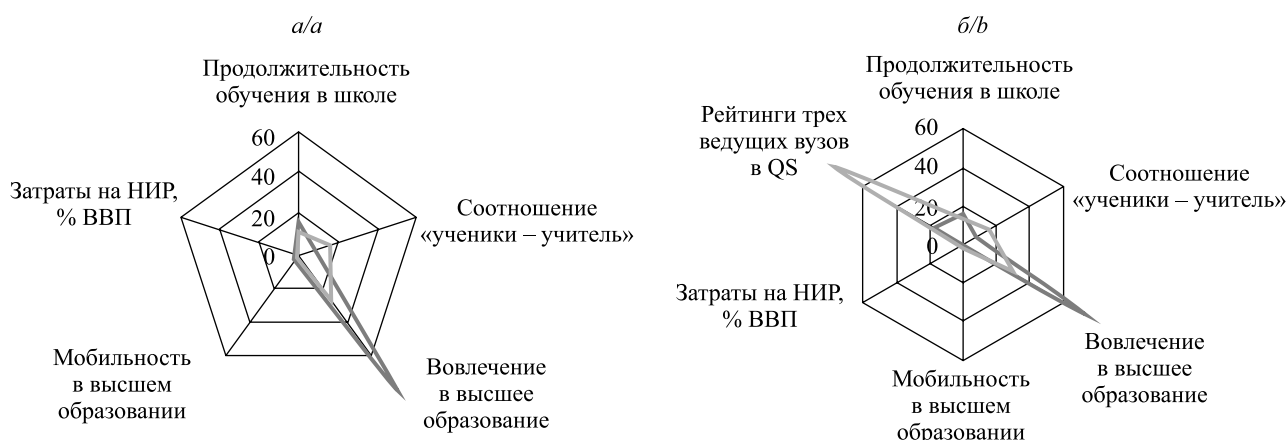 а/a
Продолжительность
обучения в школе
60
40
20
0
Затраты на НИР,
% ВВП
Соотношение
«ученики – учитель»
Мобильность
в высшем
образовании
Вовлечение
в высшее
образование
б/b
Продолжительность
обучения в школе
Рейтинги трех
ведущих вузов
в QS
60
40
20
0
Соотношение
«ученики – учитель»
Затраты на НИР,
% ВВП
Мобильность
в высшем
образовании
Вовлечение
в высшее
образование